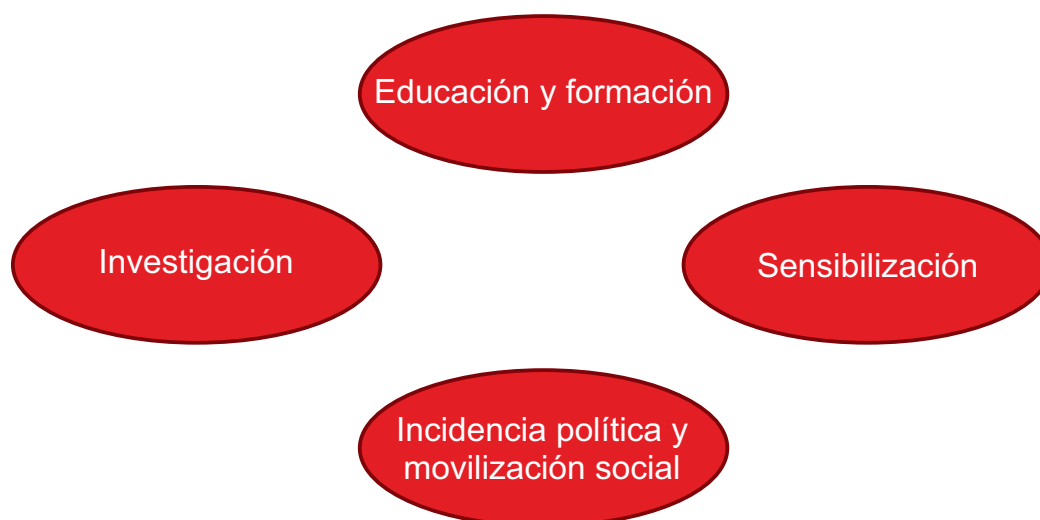 Educación y formación
Investigación
Sensibilización
Incidencia política y
movilización social